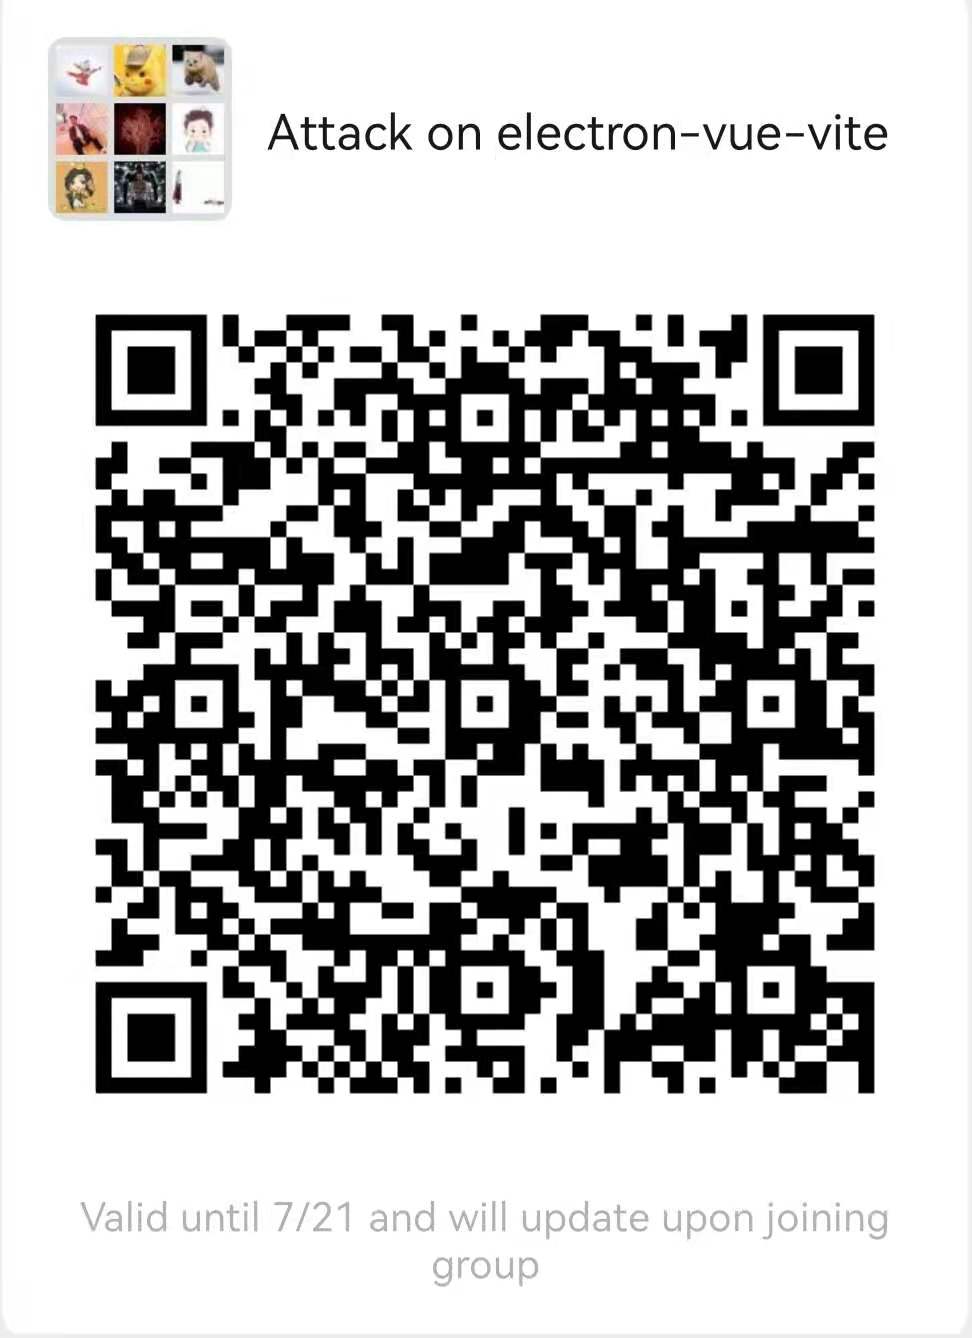 Attack on electron-vue-vite
Valid until 7/21 and will update upon joining
group